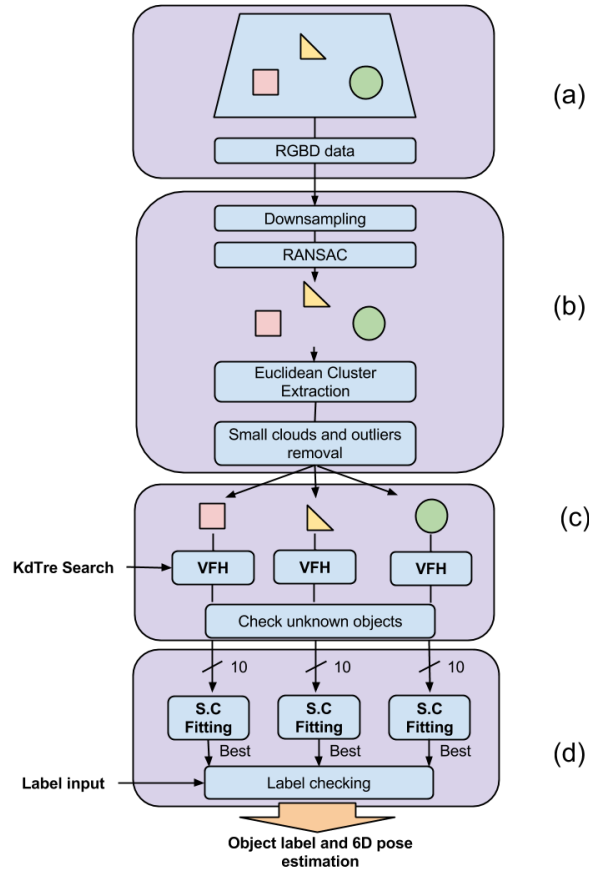 (a)
RGBD data
Downsampling
RANSAC
(b)
Euclidean Cluster
Extraction
Small clouds and outliers
removal
(c)
KdTre Search
VFH
VFH
VFH
Check unknown objects
10
10
10
S.C
Fitting
S.C
Fitting
S.C
Fitting
(d)
Best
Best
Best
Label input
Label checking
Object label and 6D pose
estimation